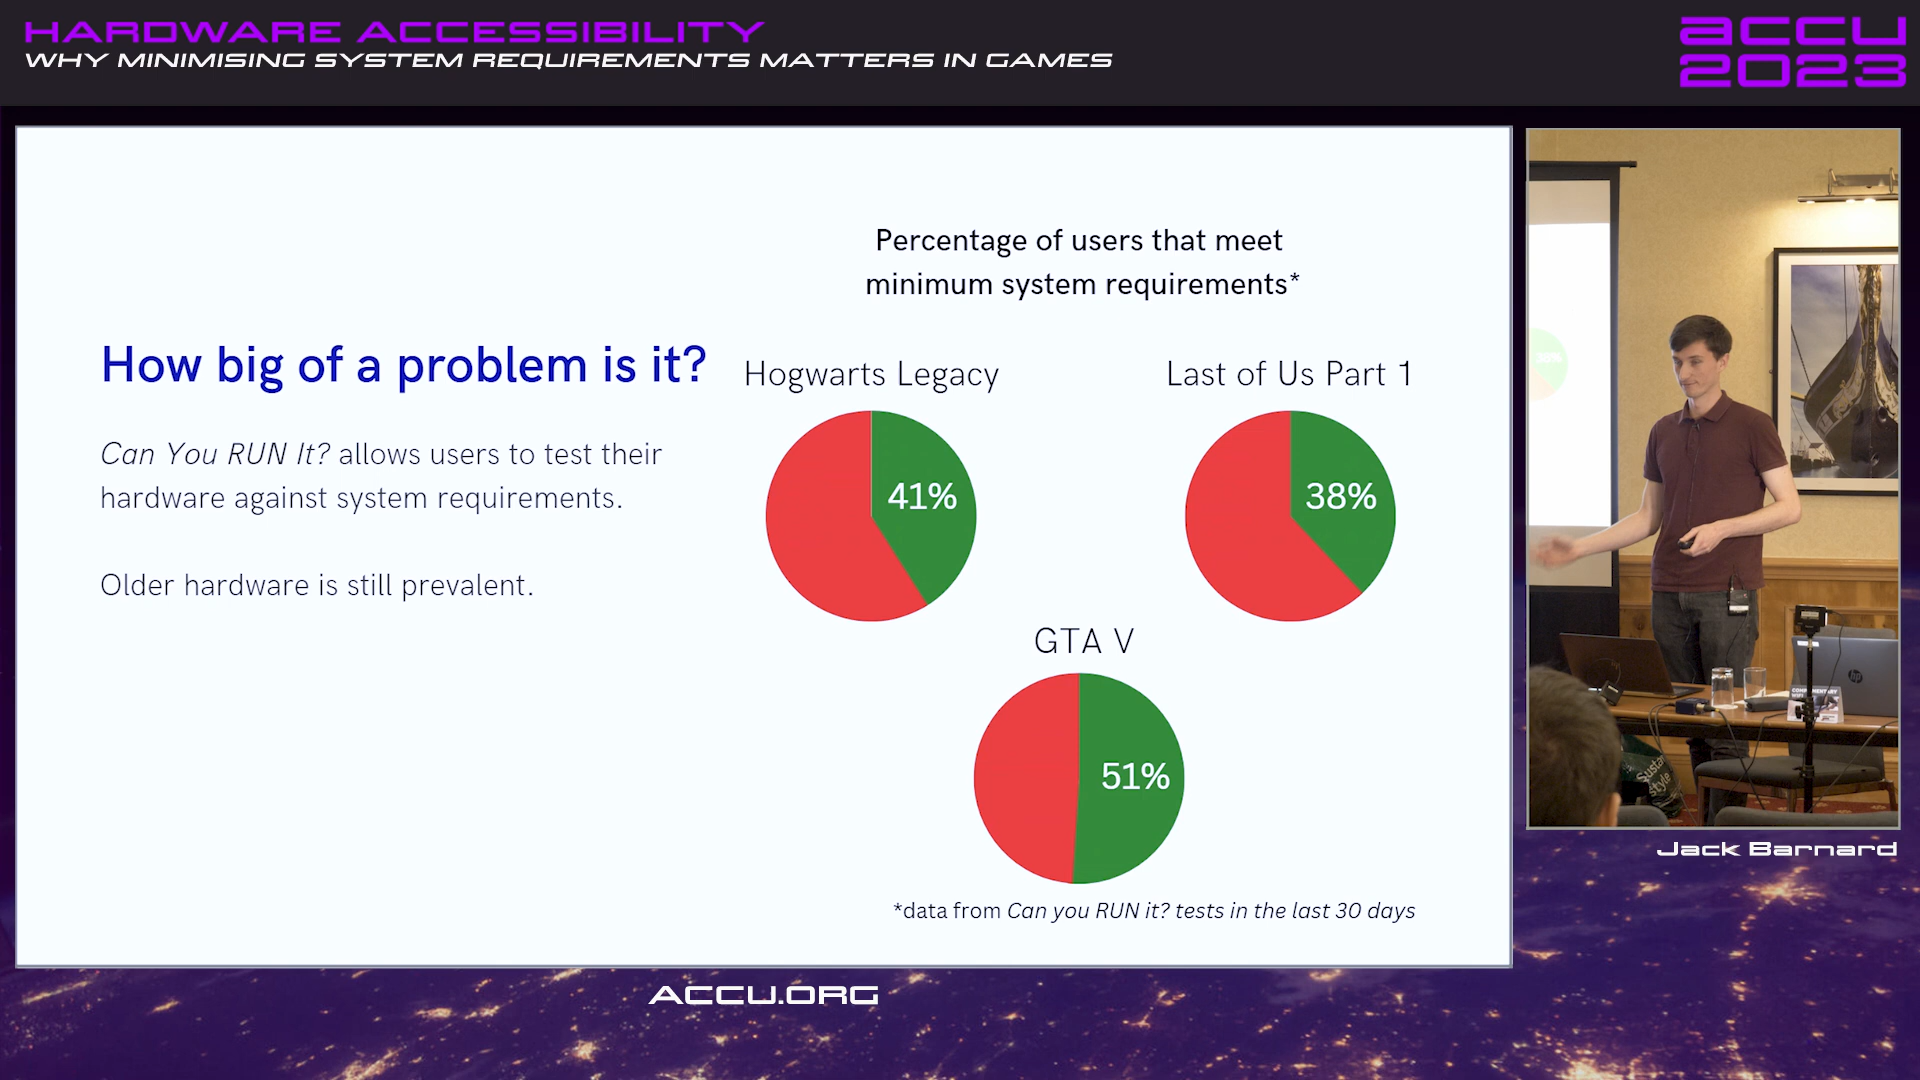 HARDWARE ACCESSIBILITY
WHY MINIMISING SYSTEM REQUIREMENTS MATTERS IN GAMES
accu
2023
Percentage of users that meet
minimum system requirements*
How big of a problem is it?
Can You RUN It? allows users to test their
hardware against system requirements.
Older hardware is still prevalent.
Hogwarts Legacy
41%
Last of Us Part 1
38%
GTA V
51%
*data from Can you RUN it? tests in the last 30 days
hp
Jack Barnard
ACCU.ORG